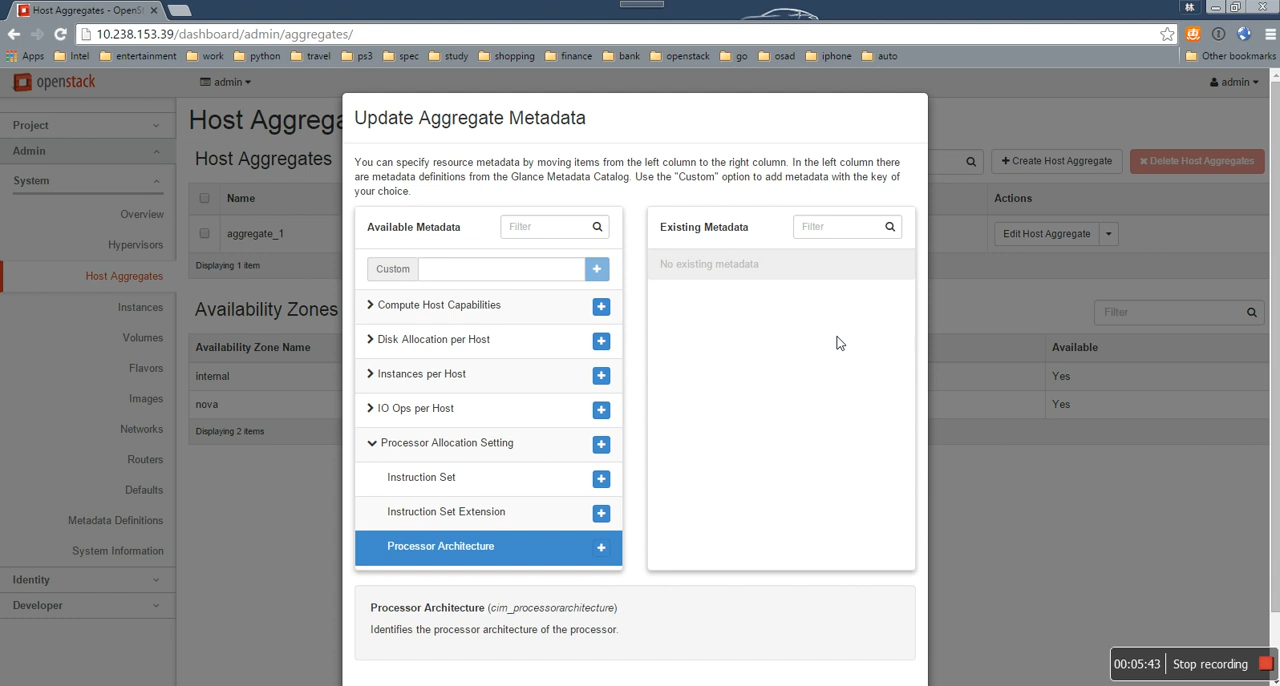 Host Aggregates - OpenSt
林
10.238.153.39/dashboard/admin/aggregates/
Apps Intel entertainment work python travel ps3 spec study shopping finance bank openstack go osad iphone auto Other bookmarks
openstack admin admin
Project
Admin
System
Overview
Hypervisors
Host Aggregates
Instances
Volumes
Flavors
Images
Networks
Routers
Defaults
Metadata Definitions
System Information
Identity
Developer
Host Aggrega
Host Aggregates
Create Host Aggregate
Delete Host Aggregates
Name
Actions
aggregate_1
Edit Host Aggregate
Displaying 1 item
Availability Zones
Filter
Availability Zone Name
Available
internal
Yes
nova
Yes
Displaying 2 items
Update Aggregate Metadata
You can specify resource metadata by moving items from the left column to the right column. In the left column there
are metadata definitions from the Glance Metadata Catalog. Use the "Custom" option to add metadata with the key of
your choice.
Available Metadata
Filter
Custom
Compute Host Capabilities
Disk Allocation per Host
Instances per Host
IO Ops per Host
Processor Allocation Setting
Instruction Set
Instruction Set Extension
Processor Architecture
Existing Metadata
Filter
No existing metadata
Processor Architecture (cim_processorarchitecture)
Identifies the processor architecture of the processor.
00:05:43 Stop recording